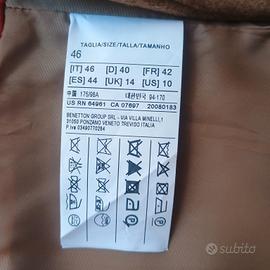 TAGLIA/SIZE/TALLA/TAMANHO
46
[IT] 46 [D] 40 [FR] 42
[ES] 44 [UK] 14 [US] 10
中国 175/98A 대한민국 94-170
US RN 64961 CA 07697 20080183
BENETTON GROUP SRL - VIA VILLA MINELLI,1
31050 PONZANO VENETO TREVISO ITALIA
P.Iva 03490770264
subito